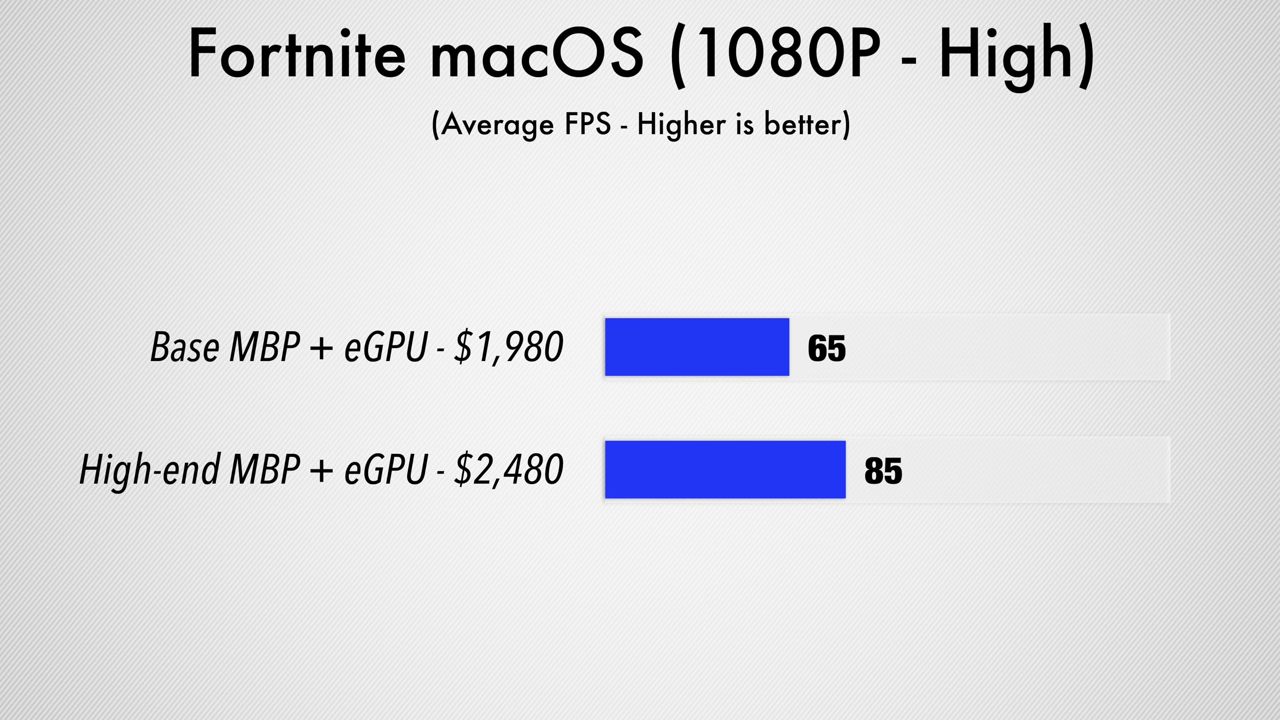 Fortnite macOS (1080P - High)
(Average FPS - Higher is better)
Base MBP + eGPU - $1,980 65
High-end MBP + eGPU - $2,480 85